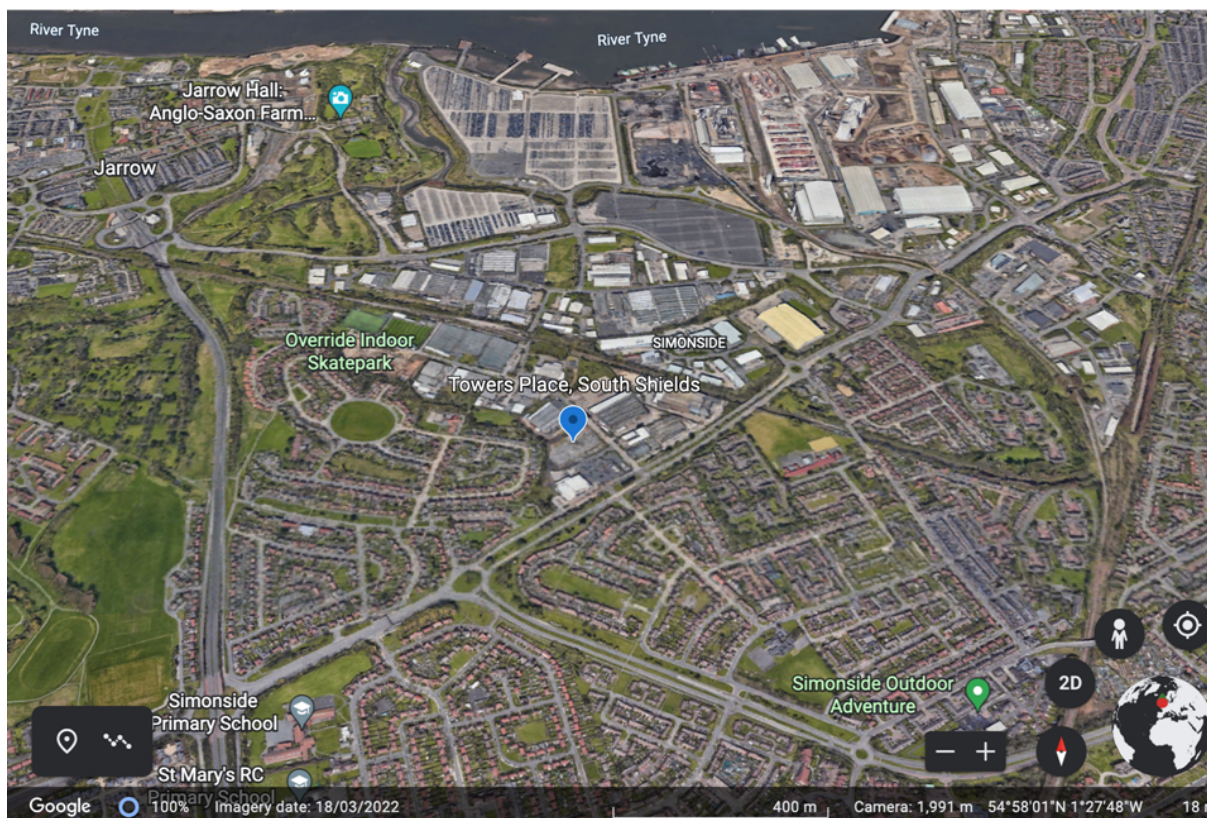 River Tyne
River Tyne
Jarrow Hall:
Anglo-Saxon Farm...
Jarrow
Override Indoor
Skatepark
SIMONSIDE
Towers Place, South Shields
Simonside
Primary School
Simonside Outdoor
Adventure
2D
St Mary's RC
Primary School
Google
100%
Imagery date: 18/03/2022
400 m
Camera: 1,991 m
54°58'01"N 1°27'48"W
18